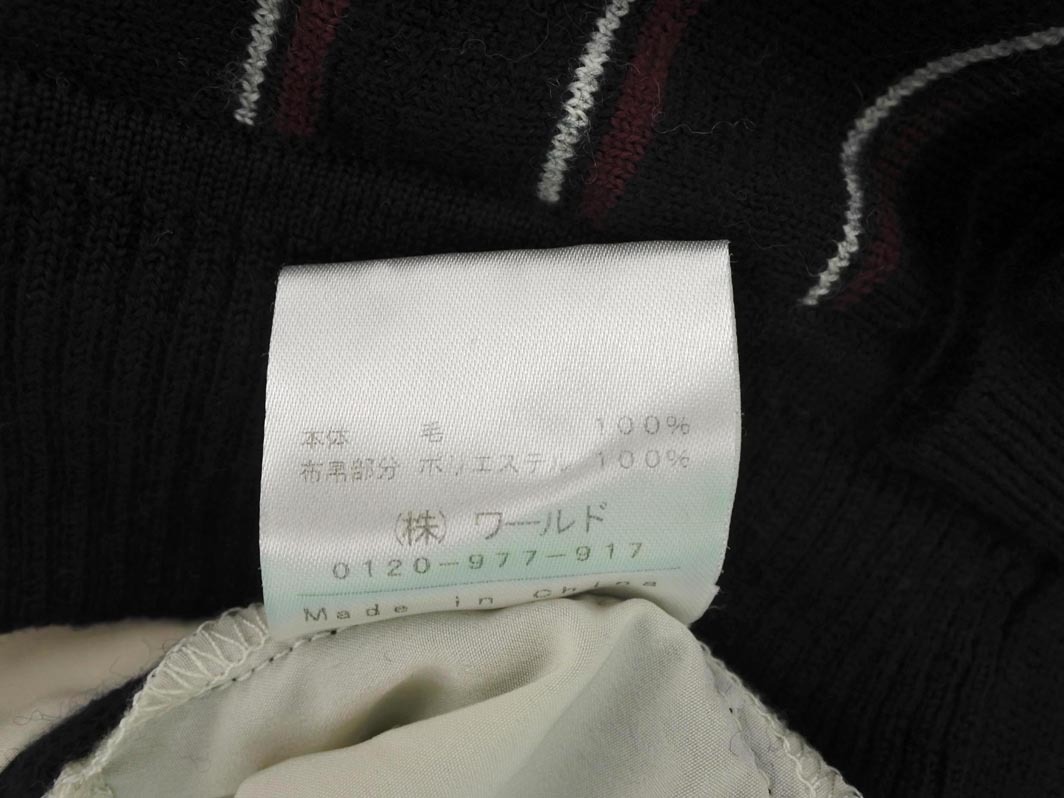 本体 毛 100%
布帛部分 ポリエステル 100%
(株) ワールド
0120-977-917
Made in China